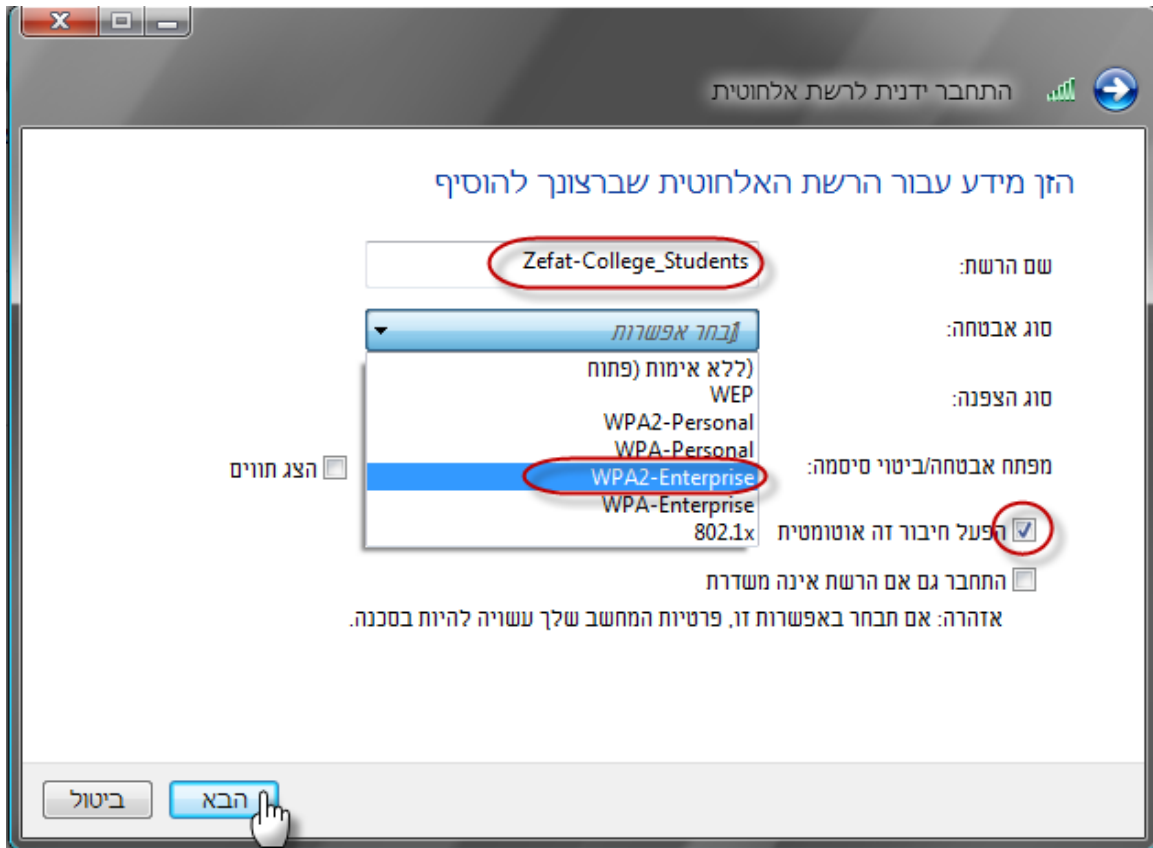 התחבר ידנית לרשת אלחוטית
הזן מידע עבור הרשת האלחוטית שברצונך להוסיף
שם הרשת: Zefat-College_Students
סוג אבטחה: [בחר אפשרות
(ללא אימות (פתוח
WEP
סוג הצפנה:
WPA2-Personal
WPA-Personal
מפתח אבטחה/ביטוי סיסמה: WPA2-Enterprise הצג תווים
WPA-Enterprise
הפעל חיבור זה אוטומטית 802.1x
התחבר גם אם הרשת אינה משדרת
אזהרה: אם תבחר באפשרות זו, פרטיות המחשב שלך עשויה להיות בסכנה.
הבא ביטול